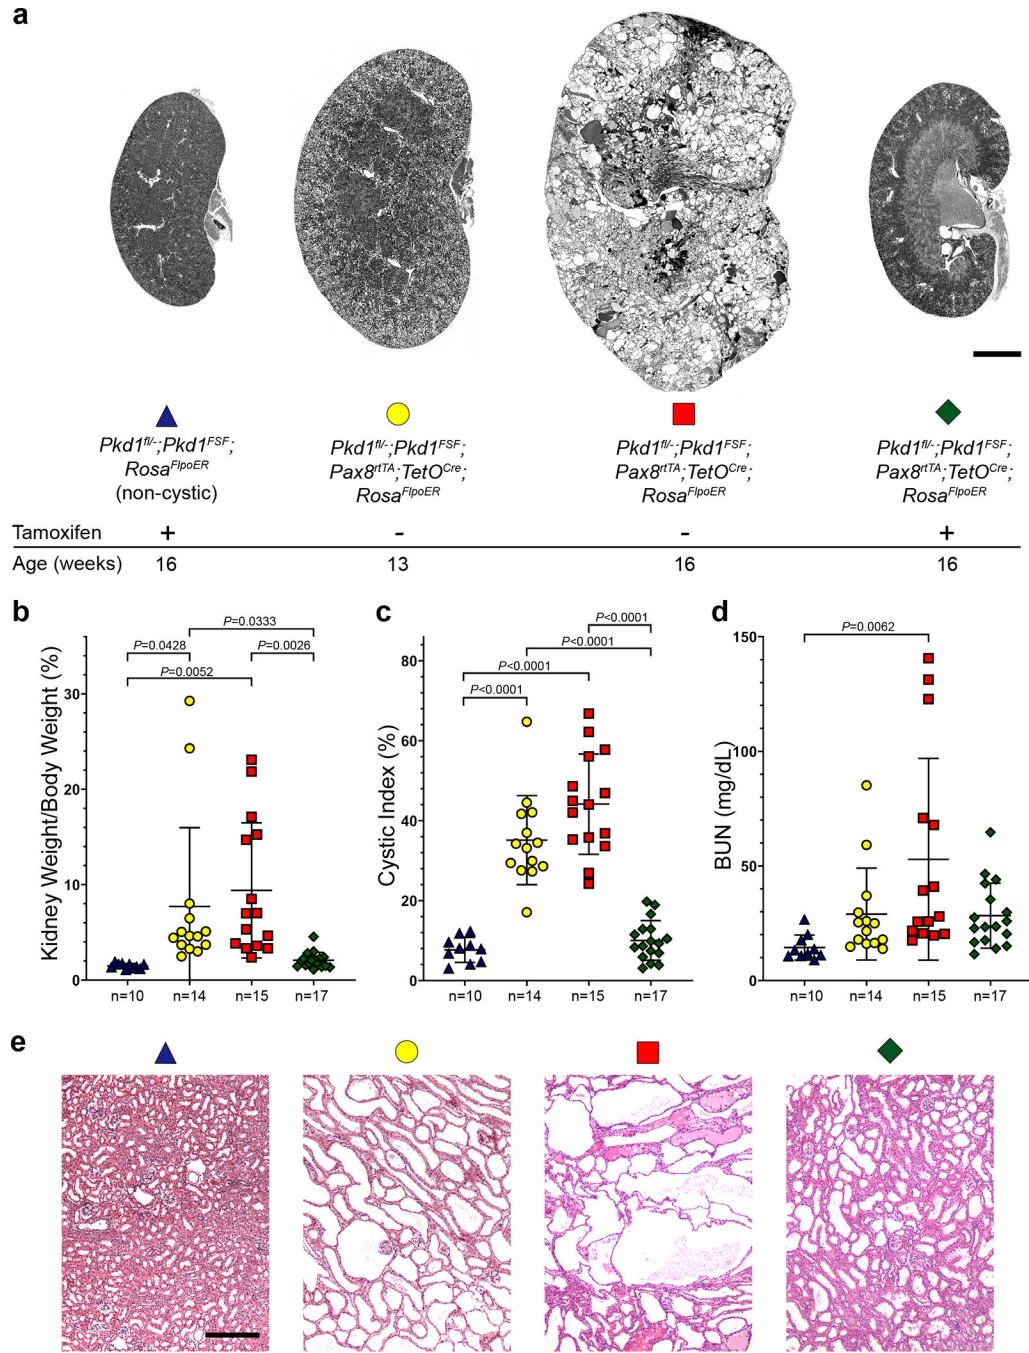 a
Pkd1fl/-;Pkd1FSF;
RosaFlpoER
(non-cystic)
Pkd1fl/-;Pkd1FSF;
Pax8rtTA;TetOCre;
RosaFlpoER
Pkd1fl/-;Pkd1FSF;
Pax8rtTA;TetOCre;
RosaFlpoER
Pkd1fl/-;Pkd1FSF;
Pax8rtTA;TetOCre;
RosaFlpoER
Tamoxifen + - - +
Age (weeks) 16 13 16 16
b
Kidney Weight/Body Weight (%)
P=0.0333
P=0.0428
P=0.0026
P=0.0052
30
20
10
0
n=10 n=14 n=15 n=17
c
Cystic Index (%)
P<0.0001
P<0.0001
P<0.0001
P<0.0001
80
60
40
20
0
n=10 n=14 n=15 n=17
d
BUN (mg/dL)
P=0.0062
150
100
50
0
n=10 n=14 n=15 n=17
e